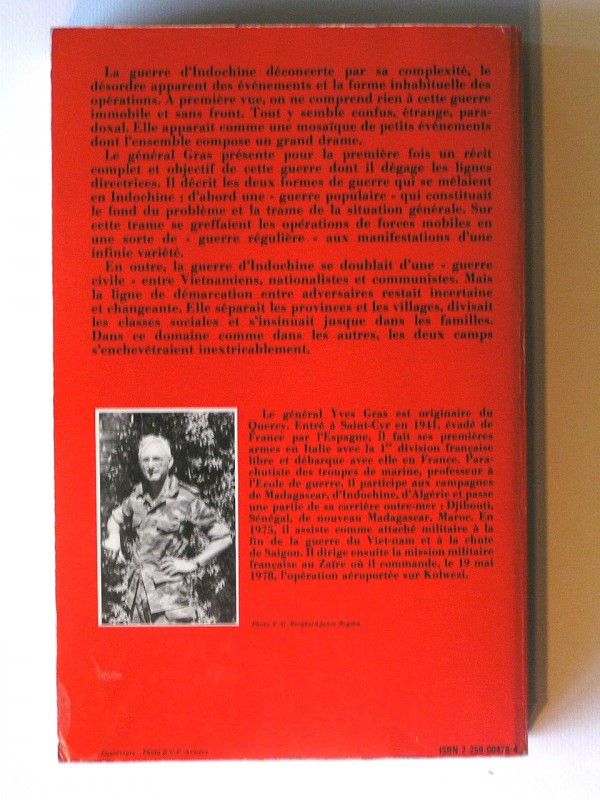 La guerre d'Indochine déconcerte par sa complexité, le
désordre apparent des événements et la forme inhabituelle des
opérations. À première vue, on ne comprend rien à cette guerre
immobile et sans front. Tout y semble confus, étrange, para-
doxal. Elle apparait comme une mosaïque de petits événements
dont l'ensemble compose un grand drame.
Le général Gras présente pour la première fois un récit
complet et objectif de cette guerre dont il dégage les lignes
directrices. Il décrit les deux formes de guerre qui se mêlaient
en Indochine : d'abord une « guerre populaire » qui constituait
le fond du problème et la trame de la situation générale. Sur
cette trame se greffaient les opérations de forces mobiles en
une sorte de « guerre régulière » aux manifestations d'une
infinie variété.
En outre, la guerre d'Indochine se doublait d'une « guerre
civile » entre Vietnamiens, nationalistes et communistes. Mais
la ligne de démarcation entre adversaires restait incertaine
et changeante. Elle séparait les provinces et les villages, divisait
les classes sociales et s'insinuait jusque dans les familles.
Dans ce domaine comme dans les autres, les deux camps
s'enchevêtraient inextricablement.
Le général Yves Gras est originaire du
Quercy. Entré à Saint-Cyr en 1941, évadé de
France par l'Espagne, il fait ses premières
armes en Italie avec la 1re division française
libre et débarque avec elle en France. Para-
chutiste des troupes de marine, professeur à
l'Ecole de guerre, il participe aux campagnes
de Madagascar, d'Indochine, d'Algérie et passe
une partie de sa carrière outre-mer : Djibouti,
Sénégal, de nouveau Madagascar, Maroc. En
1975, il assiste comme attaché militaire à la
fin de la guerre du Viet-nam et à la chute
de Saigon. Il dirige ensuite la mission militaire
française au Zaïre où il commande, le 19 mai
1978, l'opération aéroportée sur Kolwezi.
Photo Agence Sygma.
Photo E.C.P. Armées
ISBN 2 259 00478 4